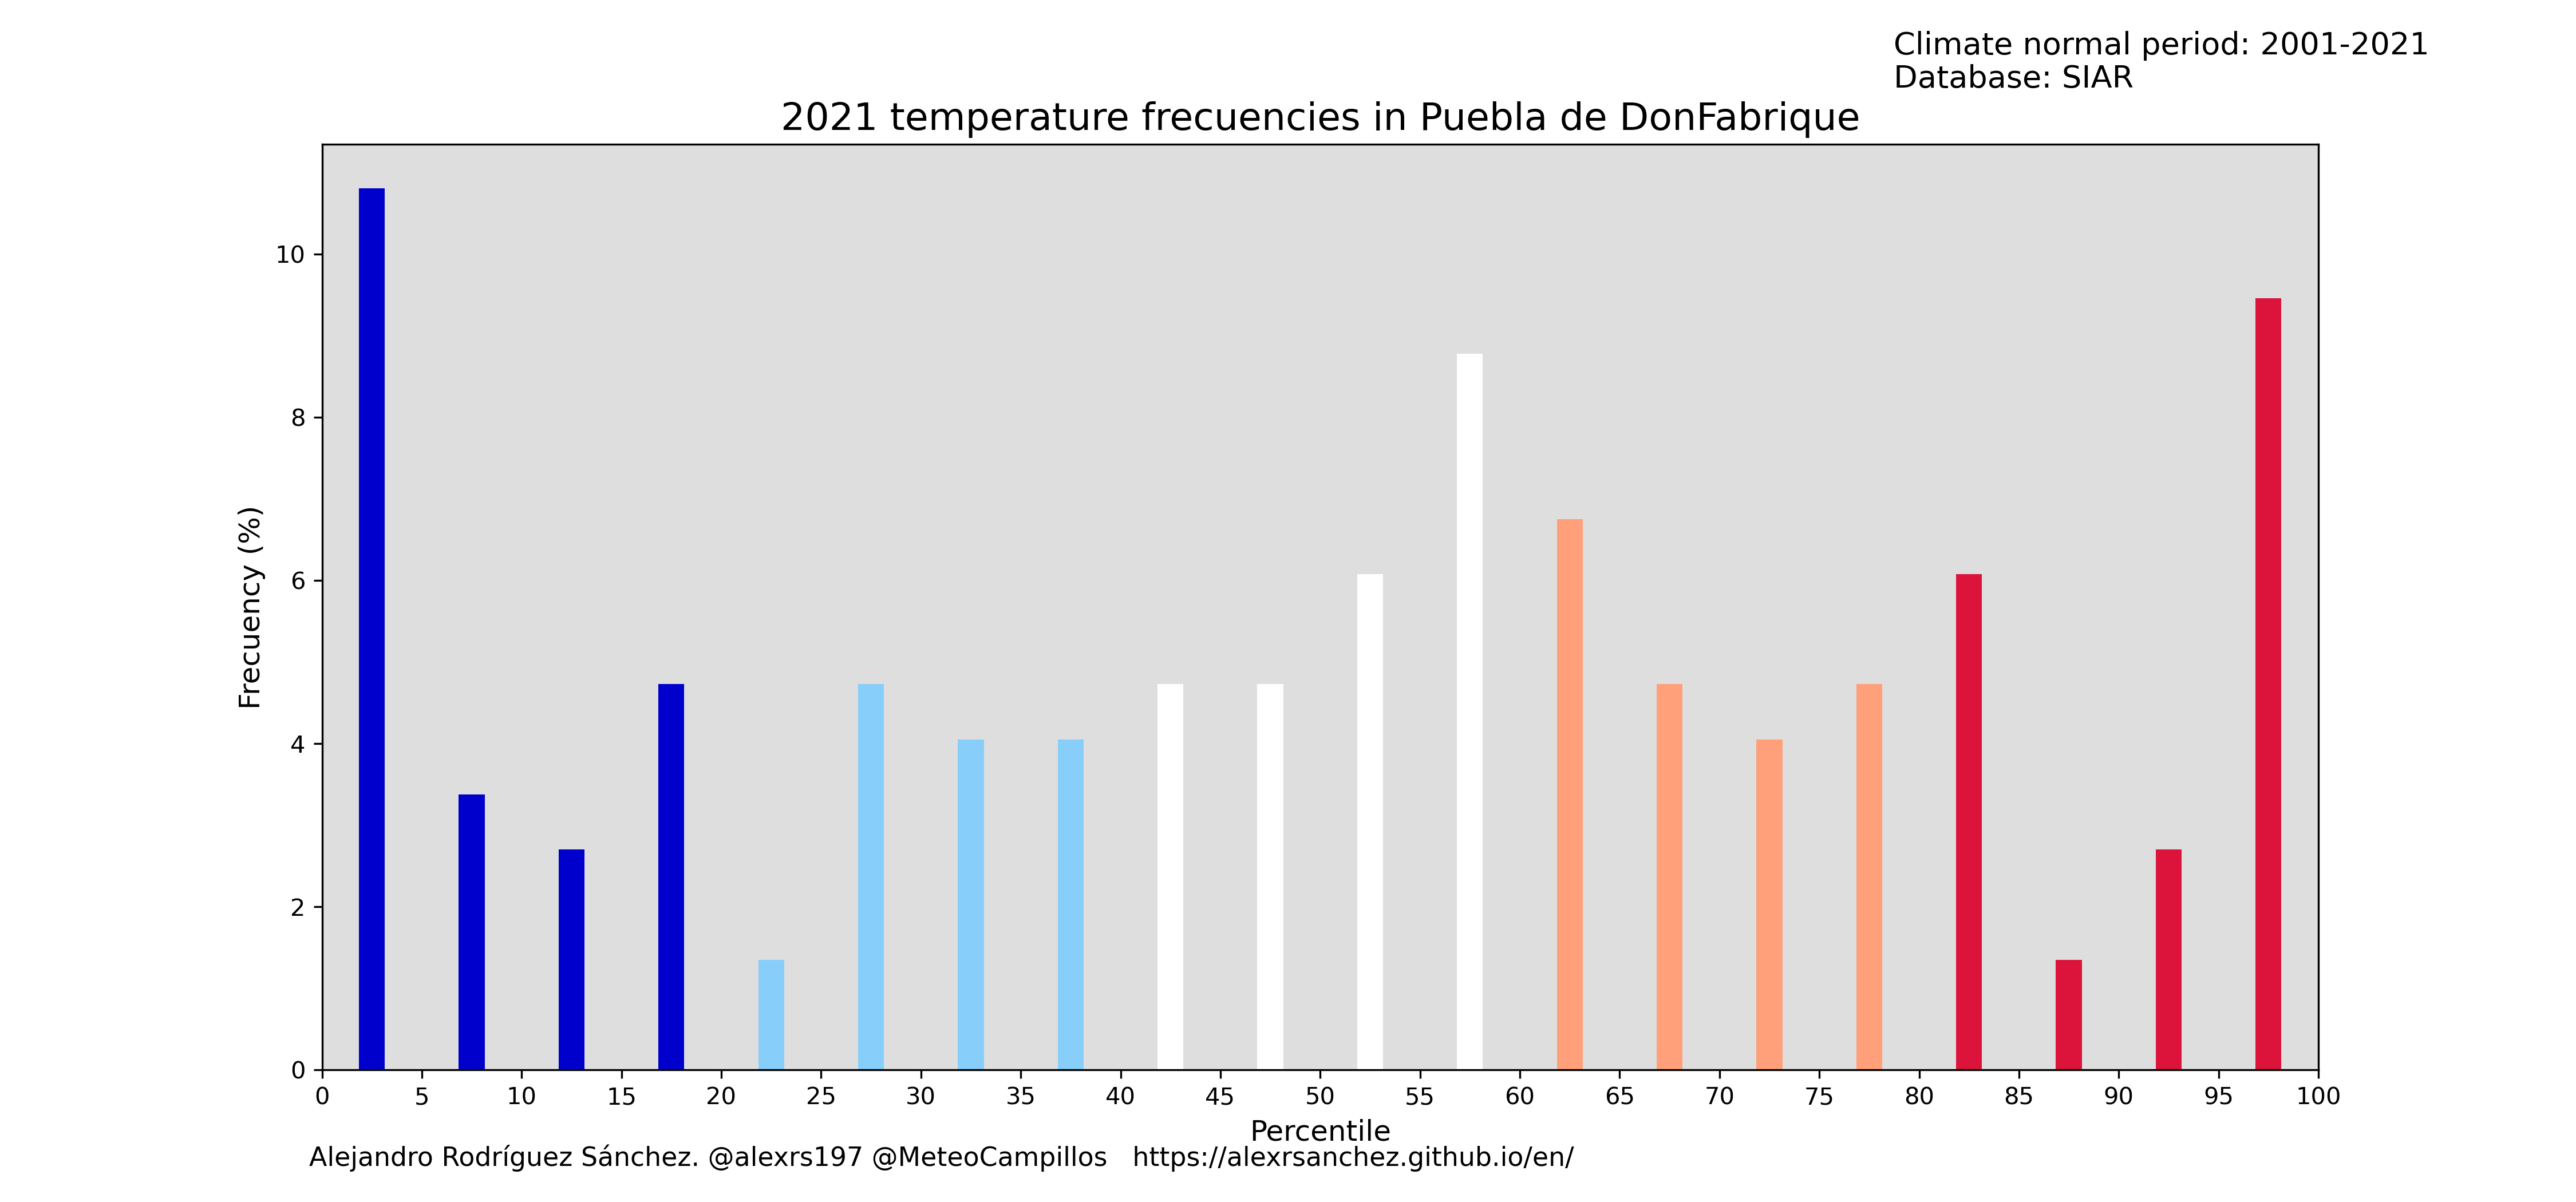 Climate normal period: 2001-2021
Database: SIAR
2021 temperature frecuencies in Puebla de DonFabrique
Frecuency (%)
10
8
6
4
2
0
0 5 10 15 20 25 30 35 40 45 50 55 60 65 70 75 80 85 90 95 100
Percentile
Alejandro Rodríguez Sánchez. @alexrs197 @MeteoCampillos https://alexrsanchez.github.io/en/